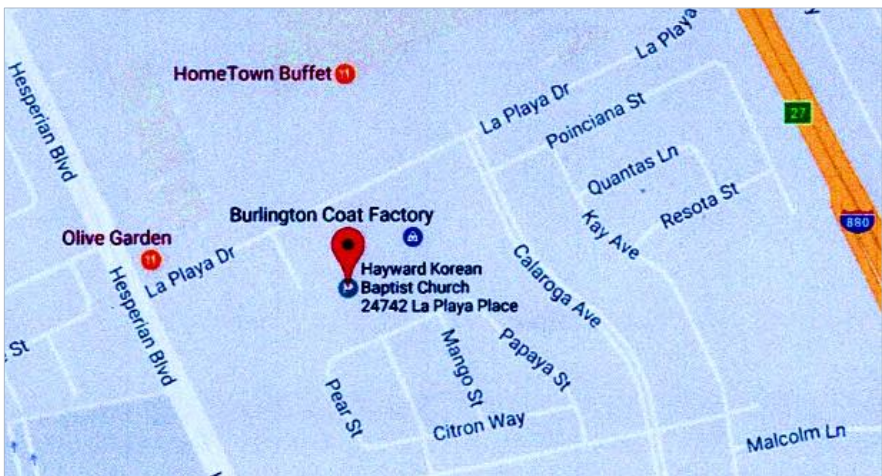 La Playa
HomeTown Buffet
La Playa Dr
Poinciana St
27
Hesperian Blvd
Quantas Ln
Resota St
Burlington Coat Factory
Kay Ave
880
Olive Garden
La Playa Dr
Hayward Korean
Baptist Church
24742 La Playa Place
Calaroga Ave
Hesperian Blvd
Mango St
Papaya St
St
Pear St
Citron Way
Malcolm Ln